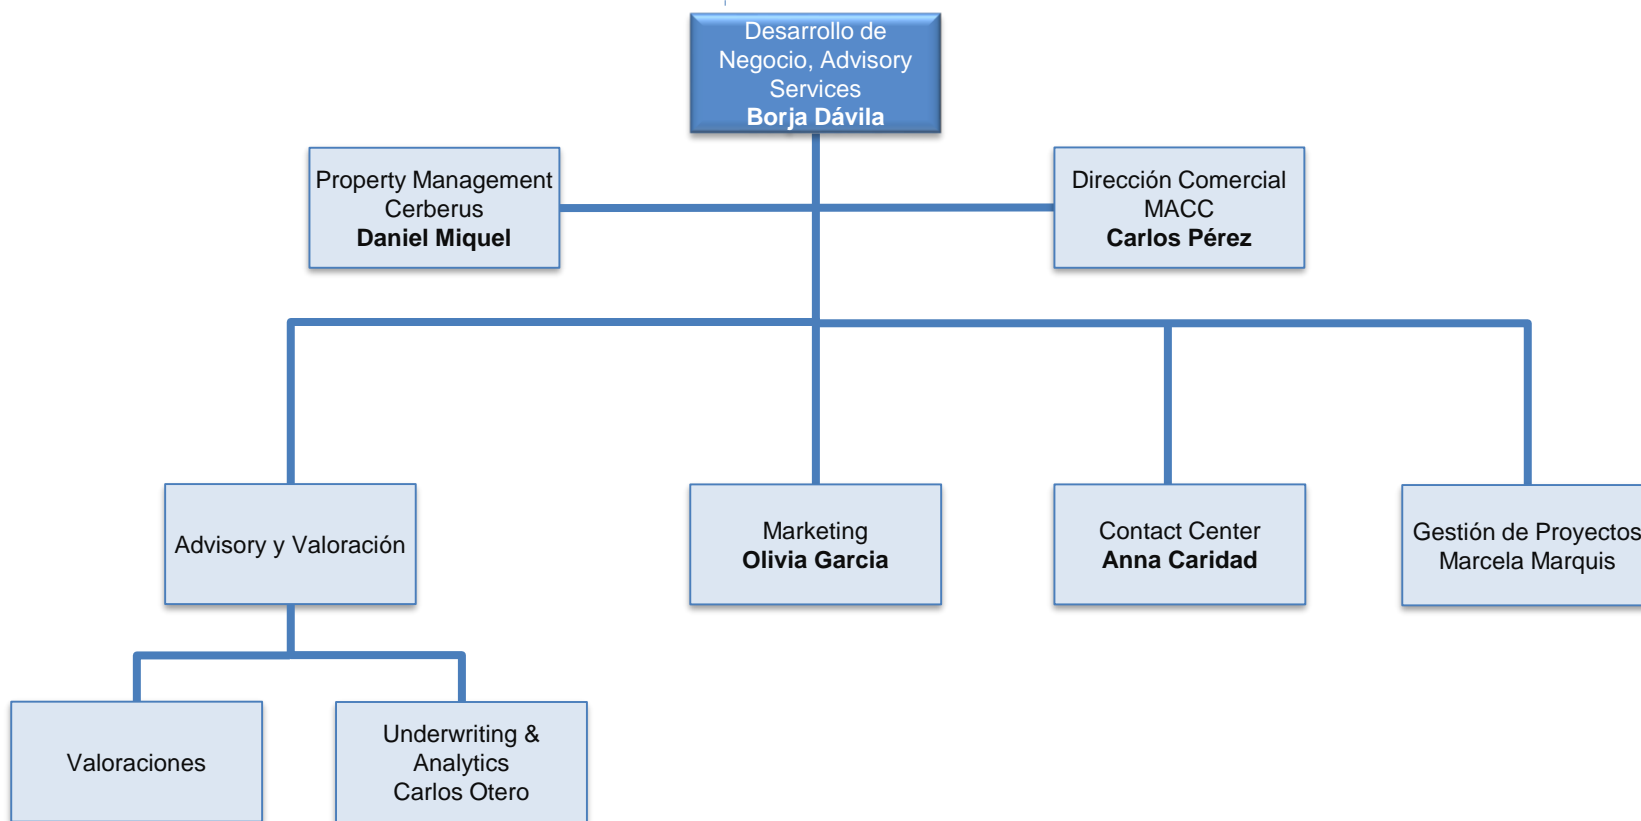 Desarrollo de
Negocio, Advisory
Services
Borja Dávila
Property Management
Cerberus
Daniel Miquel
Dirección Comercial
MACC
Carlos Pérez
Advisory y Valoración
Marketing
Olivia Garcia
Contact Center
Anna Caridad
Gestión de Proyectos
Marcela Marquis
Valoraciones
Underwriting &
Analytics
Carlos Otero